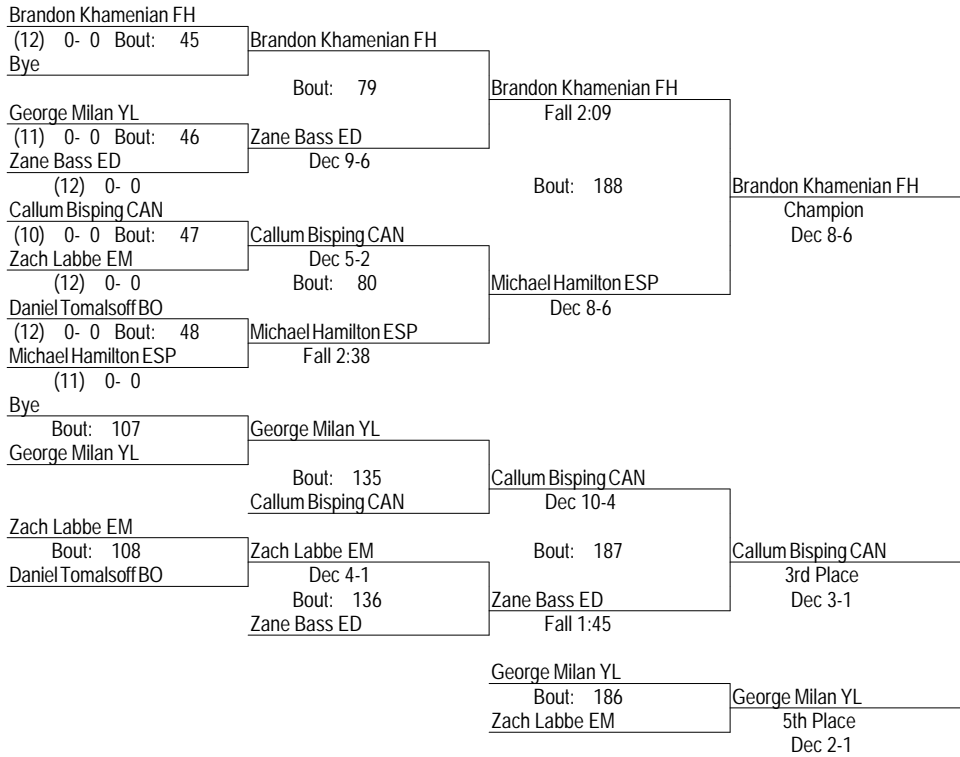 Brandon Khamenian FH
(12) 0- 0 Bout: 45 Brandon Khamenian FH
Bye
Bout: 79 Brandon Khamenian FH
George Milan YL Fall 2:09
(11) 0- 0 Bout: 46 Zane Bass ED
Zane Bass ED Dec 9-6
(12) 0- 0 Bout: 188 Brandon Khamenian FH
Callum Bisping CAN Champion
(10) 0- 0 Bout: 47 Callum Bisping CAN Dec 8-6
Zach Labbe EM Dec 5-2
(12) 0- 0 Bout: 80 Michael Hamilton ESP
Daniel Tomalsoff BO Dec 8-6
(12) 0- 0 Bout: 48 Michael Hamilton ESP
Michael Hamilton ESP Fall 2:38
(11) 0- 0
Bye
Bout: 107 George Milan YL
George Milan YL
Bout: 135 Callum Bisping CAN
Callum Bisping CAN Dec 10-4
Zach Labbe EM
Bout: 108 Zach Labbe EM Bout: 187 Callum Bisping CAN
Daniel Tomalsoff BO Dec 4-1 3rd Place
Bout: 136 Zane Bass ED Dec 3-1
Zane Bass ED Fall 1:45
George Milan YL
Bout: 186 George Milan YL
Zach Labbe EM 5th Place
Dec 2-1